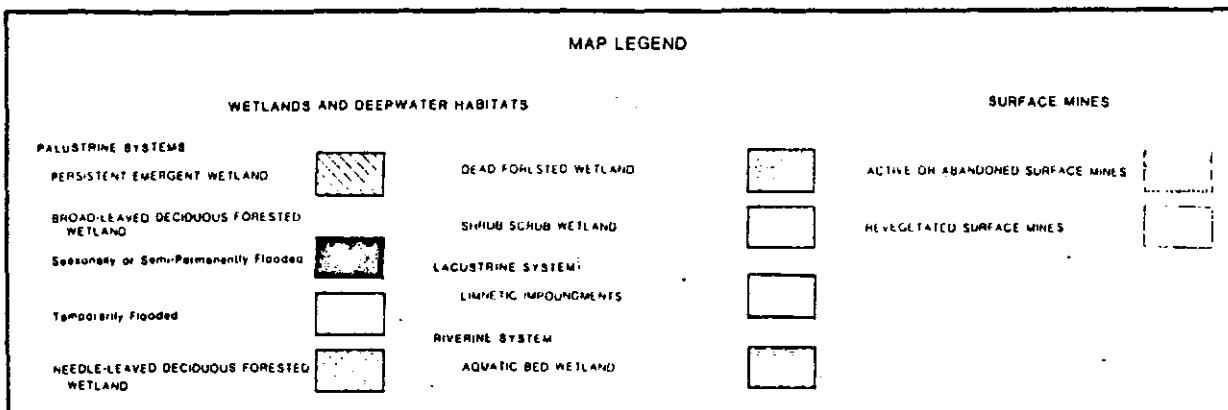 MAP LEGEND
WETLANDS AND DEEPWATER HABITATS
PALUSTRINE SYSTEMS
PERSISTENT EMERGENT WETLAND
BROAD-LEAVED DECIDUOUS FORESTED
WETLAND
Seasonally or Semi-Permanently Flooded
Temporarily Flooded
NEEDLE-LEAVED DECIDUOUS FORESTED
WETLAND
DEAD FORESTED WETLAND
SHRUB SCRUB WETLAND
LACUSTRINE SYSTEM
LIMNETIC IMPOUNDMENTS
RIVERINE SYSTEM
AQUATIC BED WETLAND
SURFACE MINES
ACTIVE OR ABANDONED SURFACE MINES
REVEGETATED SURFACE MINES